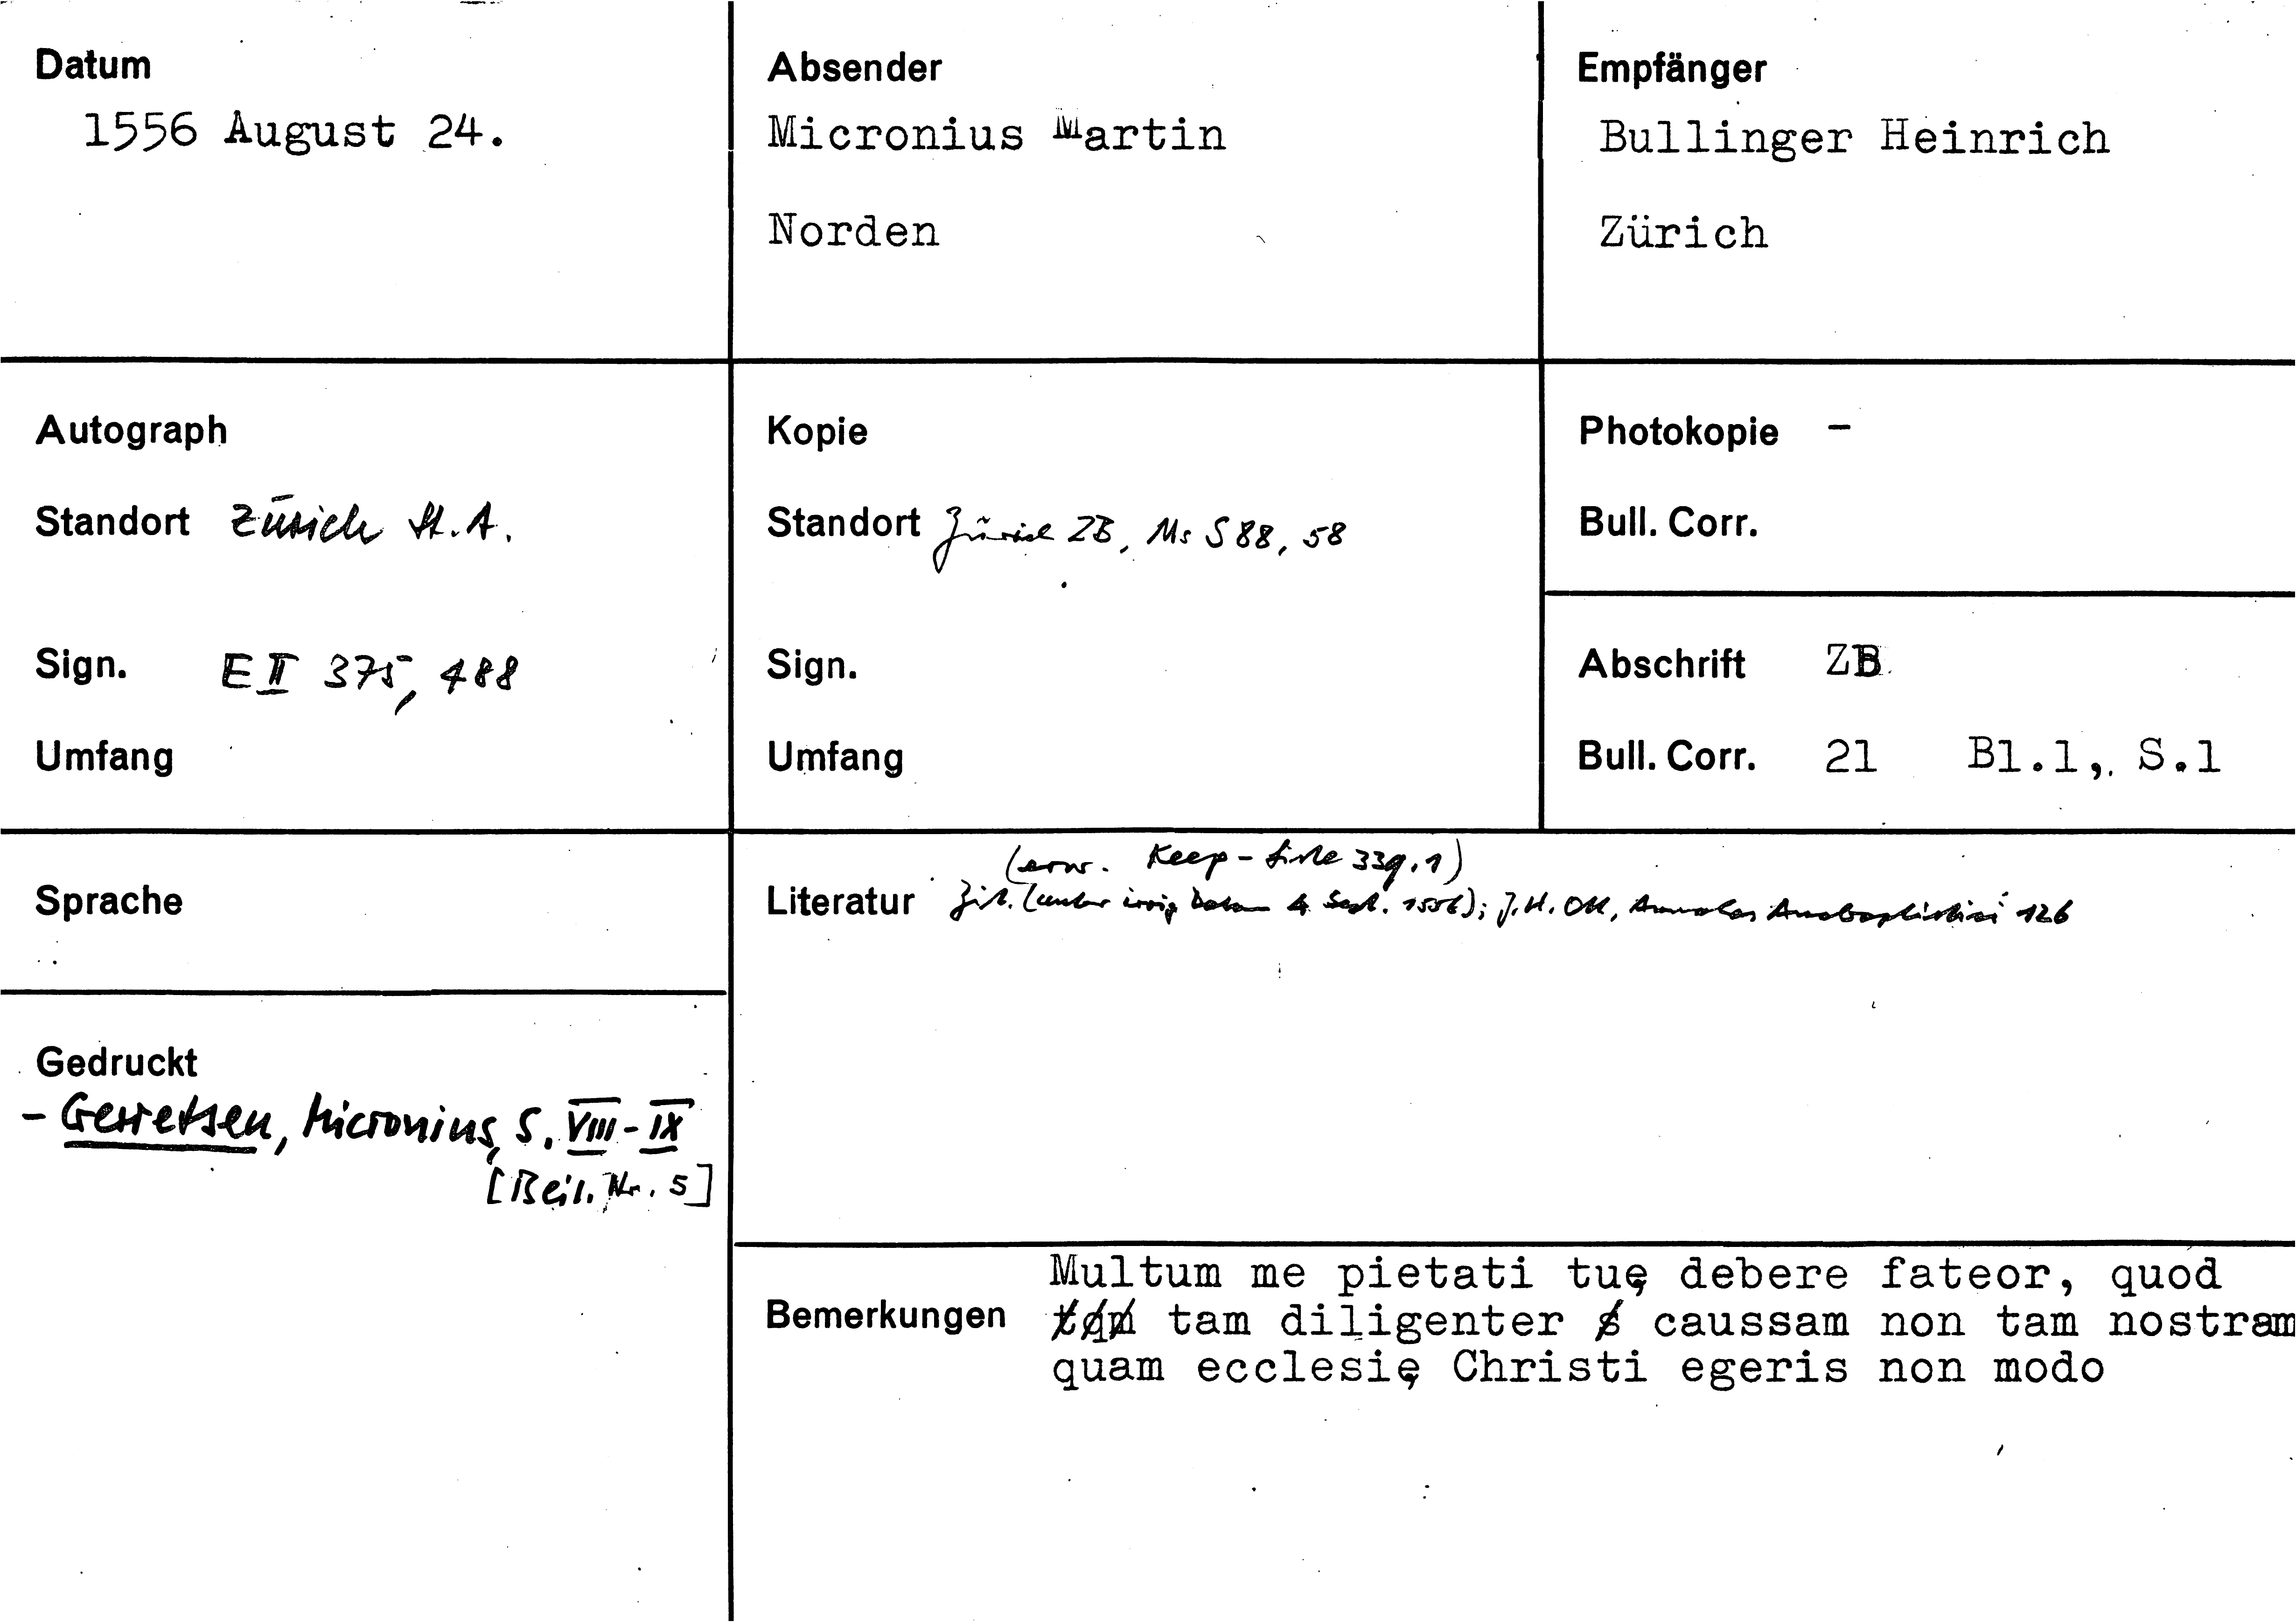 Datum
1556 August 24.
Absender
Micronius Martin
Norden
Empfänger
Bullinger Heinrich
Zürich
Autograph
Standort Zürich St.A.
Sign. E II 375, 488
Umfang
Kopie
Standort Zürich ZB, Ms S 88, 58
Sign.
Umfang
Photokopie -
Bull. Corr.
Abschrift ZB
Bull. Corr. 21 Bl.1, S.1
Sprache
Gedruckt
- Gerretsen, Micronius, S. VIII-IX
[Beil. Nr. 5]
(erw. Keep-Liste 339,1)
Literatur Zit. (unter irrig Datum 4. Sept. 1556); J.H. Ott, Annales Anabaptistici 126
Bemerkungen
Multum me pietati tuę debere fateor, quod
tam diligenter caussam non tam nostram
quam ecclesię Christi egeris non modo